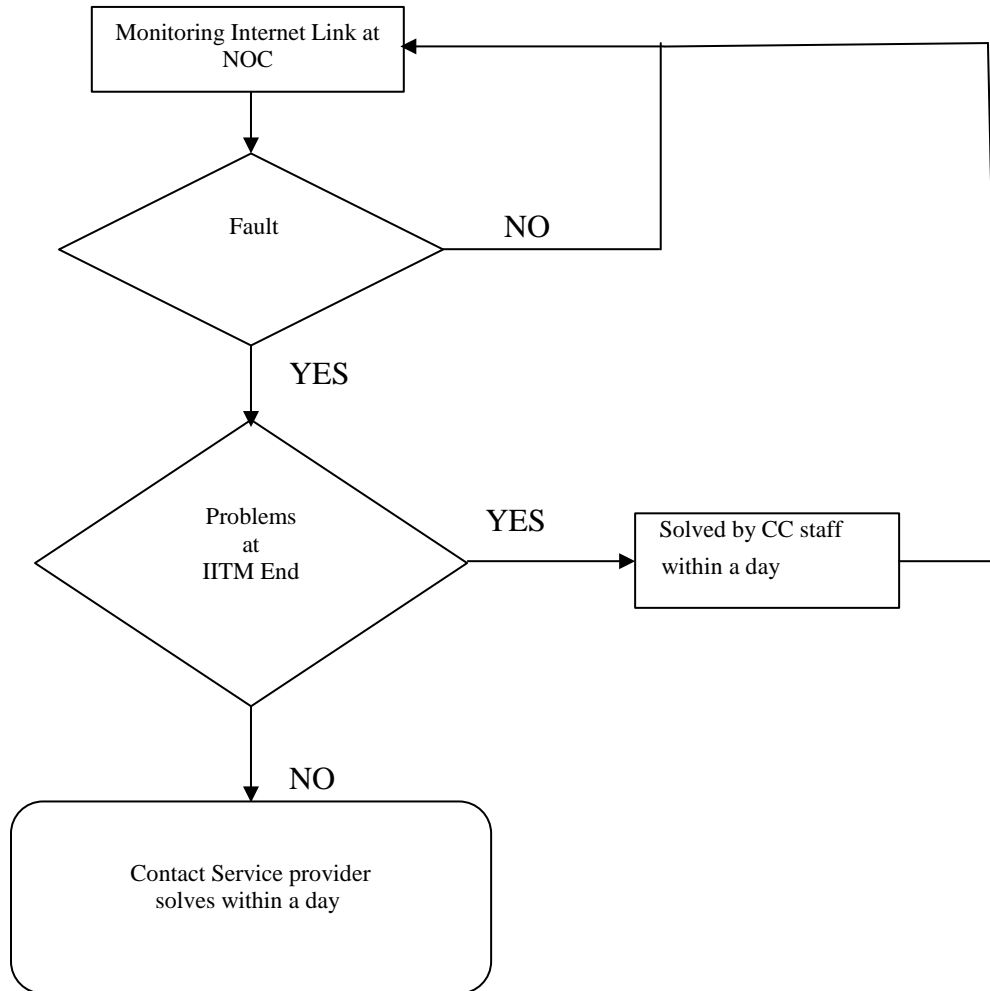 Monitoring Internet Link at
NOC
Fault
NO
YES
Problems
at
IITM End
YES
Solved by CC staff
within a day
NO
Contact Service provider
solves within a day